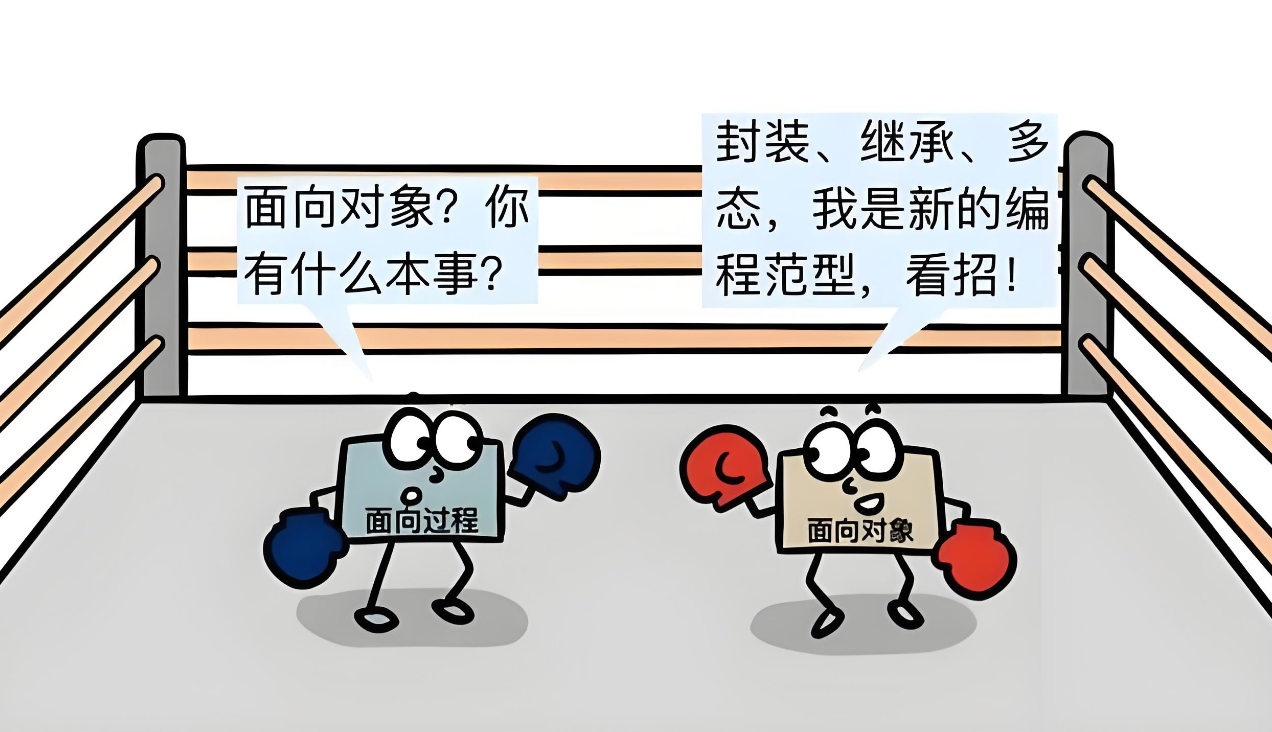 面向对象？你
有什么本事？
封装、继承、多
态，我是新的编
程范型，看招！
面向过程
面向对象